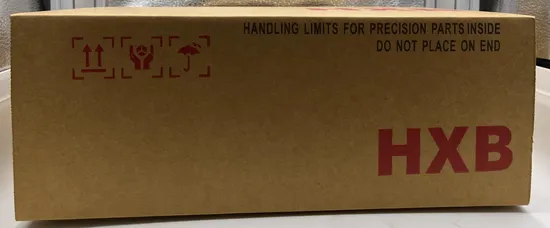 HANDLING LIMITS FOR PRECISION PARTS INSIDE
DO NOT PLACE ON END
HXB